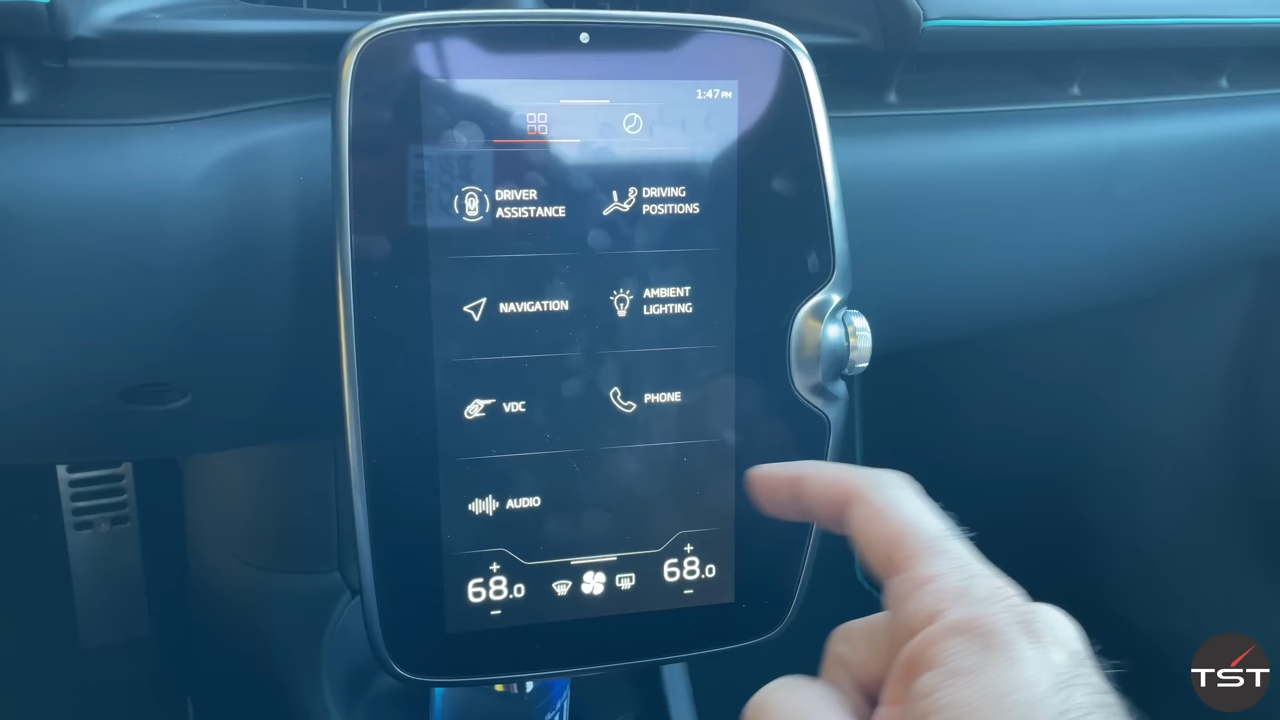 1:47 PM
DRIVER
ASSISTANCE
DRIVING
POSITIONS
NAVIGATION
AMBIENT
LIGHTING
VDC
PHONE
AUDIO
+
68.0
−
+
68.0
−
TST